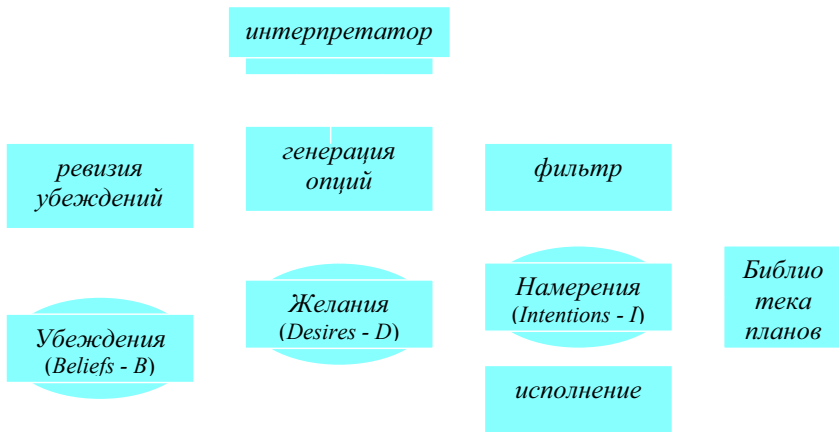 интерпретатор
ревизия
убеждений
генерация
опций
фильтр
Убеждения
(Beliefs - B)
Желания
(Desires - D)
Намерения
(Intentions - I)
Библио
тека
планов
исполнение